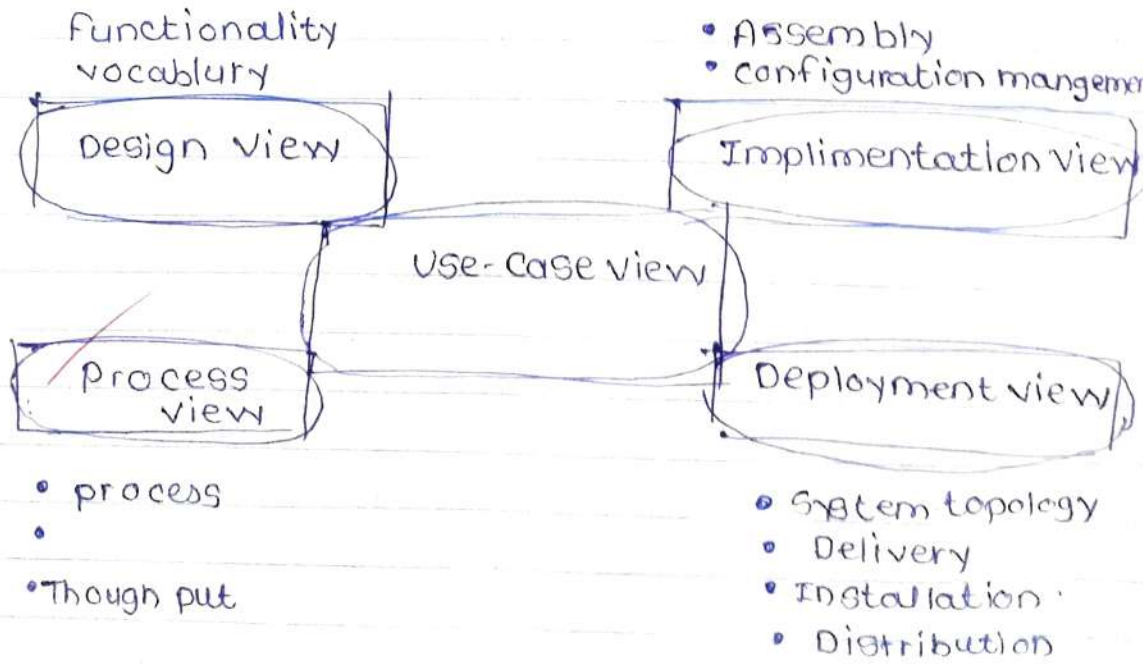 Functionality
vocablury
• Assembly
• configuration mangemen
Design view
Implimentation view
Use-case view
Process
view
Deployment view
• process
•
• Though put
• System topology
• Delivery
• Installation
• Distribution